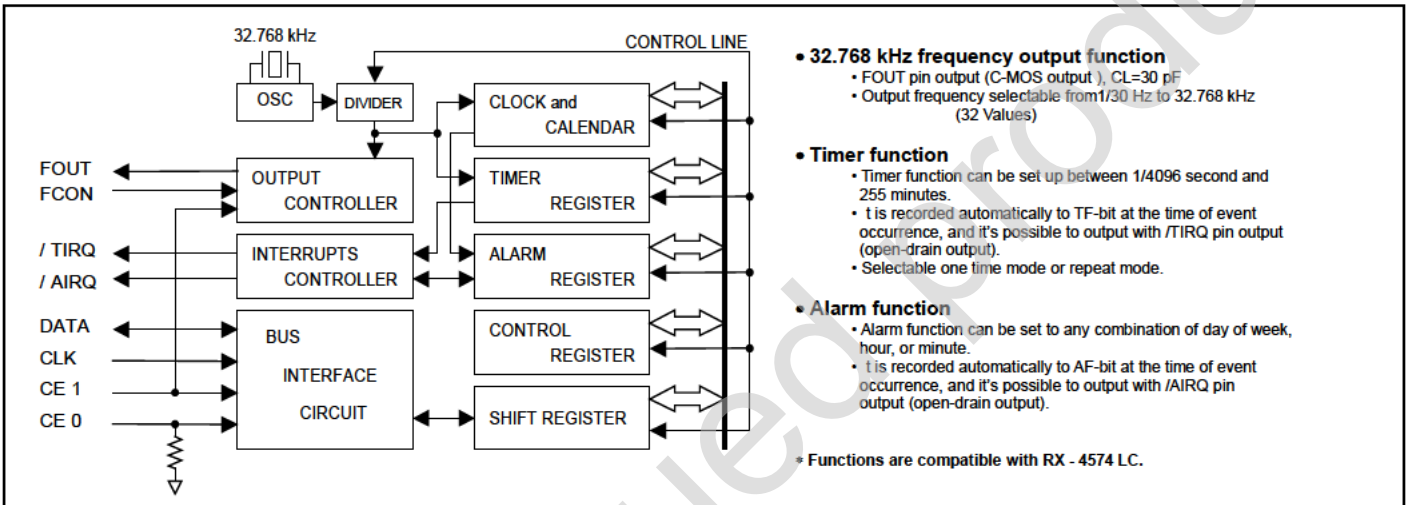 32.768 kHz
CONTROL LINE
OSC
DIVIDER
CLOCK and
CALENDAR
FOUT
FCON
OUTPUT
CONTROLLER
TIMER
REGISTER
/ TIRQ
/ AIRQ
INTERRUPTS
CONTROLLER
ALARM
REGISTER
DATA
CLK
CE 1
CE 0
BUS
INTERFACE
CIRCUIT
CONTROL
REGISTER
SHIFT REGISTER
• 32.768 kHz frequency output function
• FOUT pin output (C-MOS output ), CL=30 pF
• Output frequency selectable from1/30 Hz to 32.768 kHz
(32 Values)
• Timer function
• Timer function can be set up between 1/4096 second and
255 minutes.
• t is recorded automatically to TF-bit at the time of event
occurrence, and it's possible to output with /TIRQ pin output
(open-drain output).
• Selectable one time mode or repeat mode.
• Alarm function
• Alarm function can be set to any combination of day of week,
hour, or minute.
• t is recorded automatically to AF-bit at the time of event
occurrence, and it's possible to output with /AIRQ pin
output (open-drain output).
* Functions are compatible with RX - 4574 LC.
ued produ